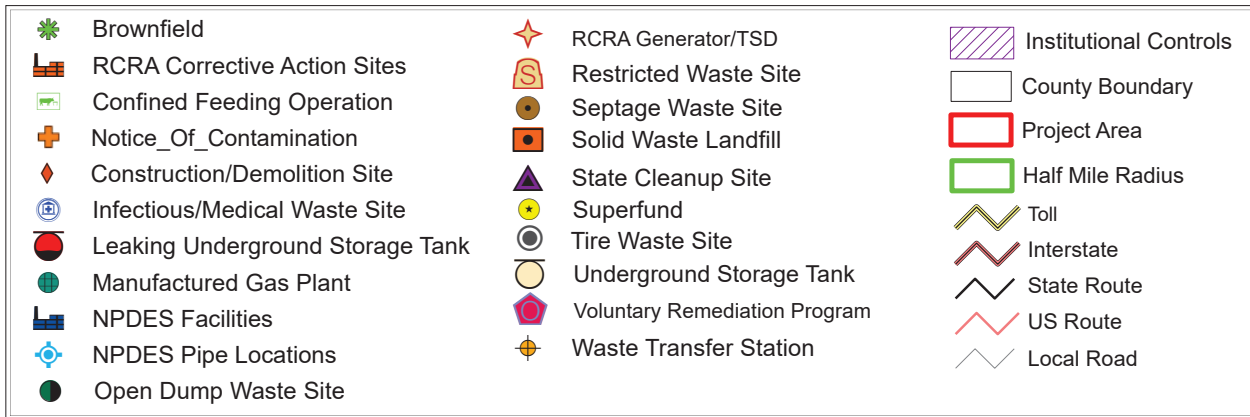 Brownfield
RCRA Corrective Action Sites
Confined Feeding Operation
Notice_Of_Contamination
Construction/Demolition Site
Infectious/Medical Waste Site
Leaking Underground Storage Tank
Manufactured Gas Plant
NPDES Facilities
NPDES Pipe Locations
Open Dump Waste Site
RCRA Generator/TSD
S
Restricted Waste Site
Septage Waste Site
Solid Waste Landfill
State Cleanup Site
Superfund
Tire Waste Site
Underground Storage Tank
Voluntary Remediation Program
Waste Transfer Station
Institutional Controls
County Boundary
Project Area
Half Mile Radius
Toll
Interstate
State Route
US Route
Local Road